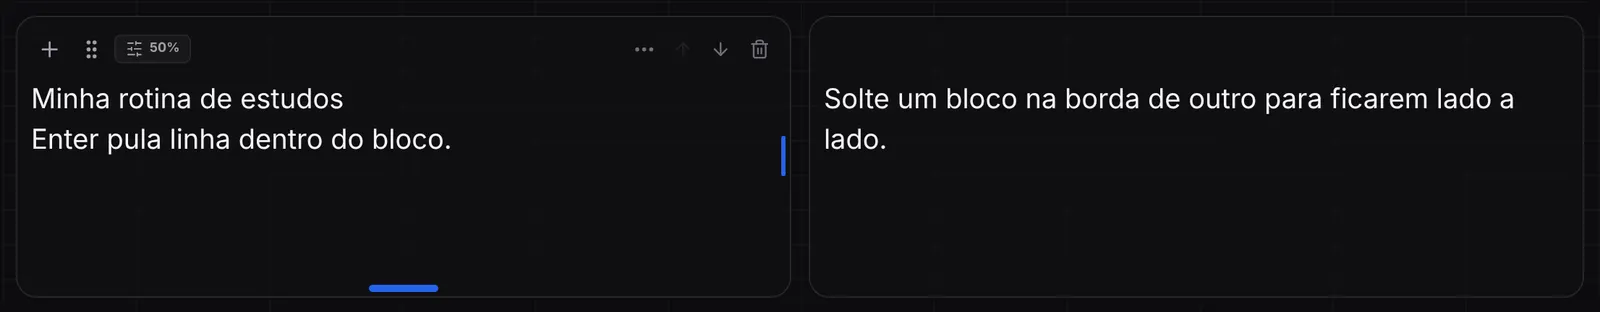 50%
Minha rotina de estudos
Enter pula linha dentro do bloco.
Solte um bloco na borda de outro para ficarem lado a
lado.